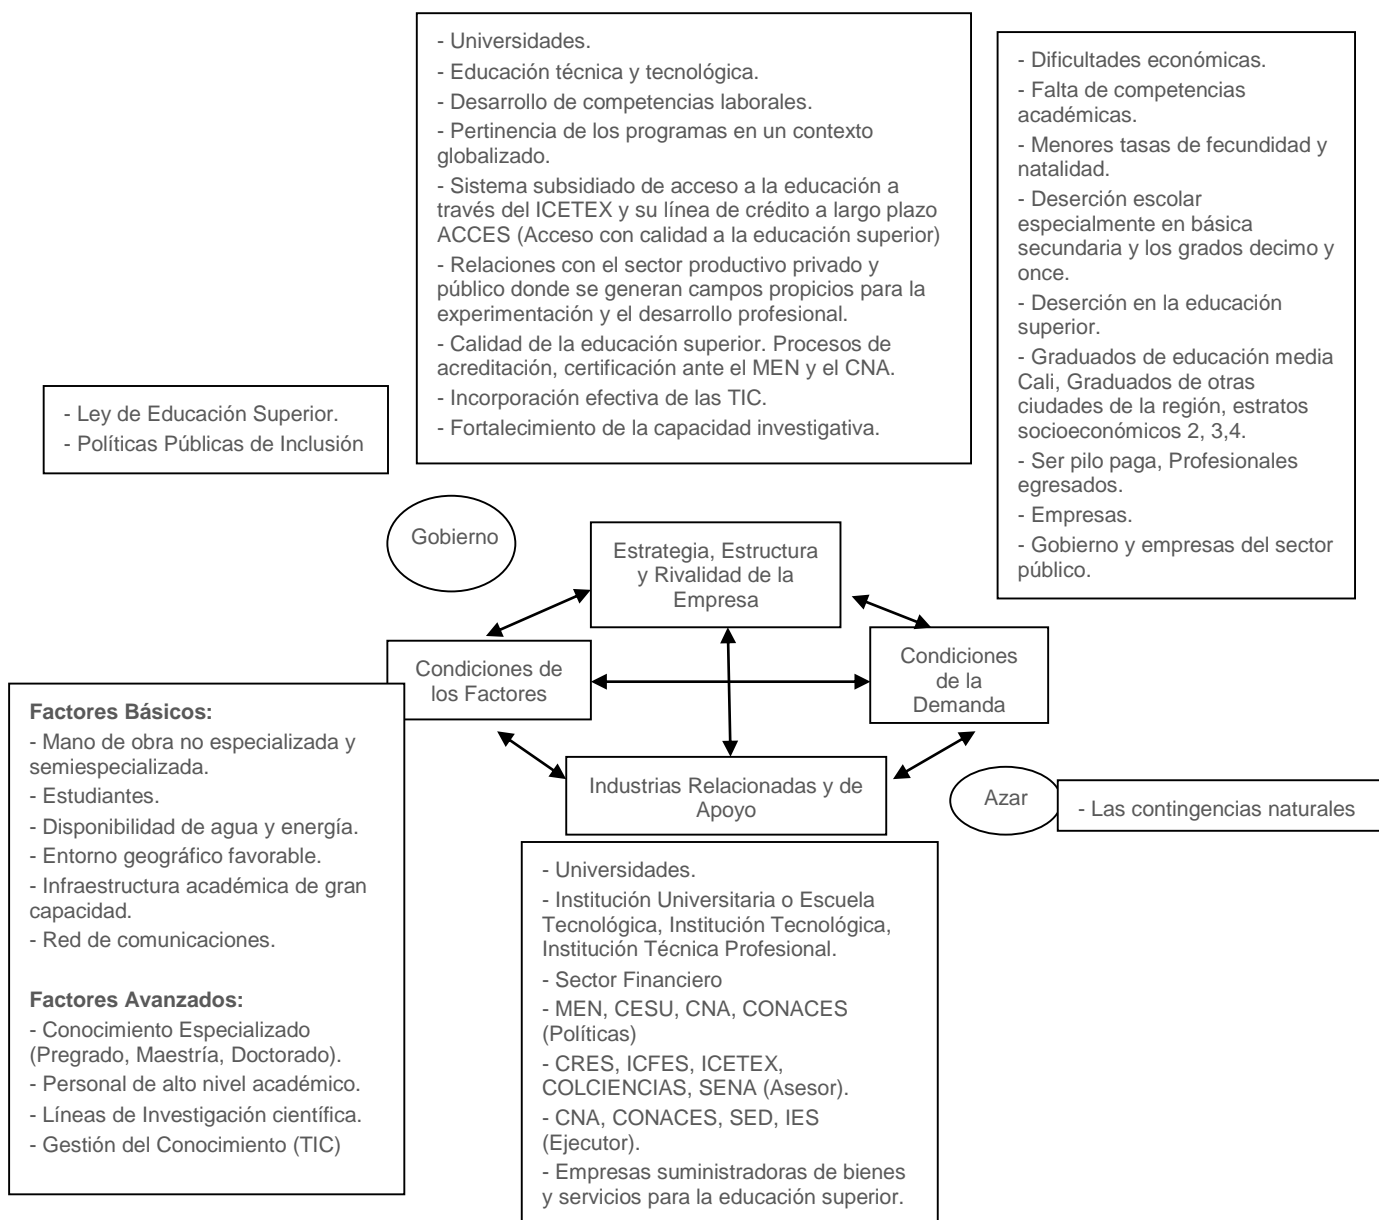 - Universidades.
- Educación técnica y tecnológica.
- Desarrollo de competencias laborales.
- Pertinencia de los programas en un contexto
globalizado.
- Sistema subsidiado de acceso a la educación a
través del ICETEX y su línea de crédito a largo plazo
ACCES (Acceso con calidad a la educación superior)
- Relaciones con el sector productivo privado y
público donde se generan campos propicios para la
experimentación y el desarrollo profesional.
- Calidad de la educación superior. Procesos de
acreditación, certificación ante el MEN y el CNA.
- Incorporación efectiva de las TIC.
- Fortalecimiento de la capacidad investigativa.
- Dificultades económicas.
- Falta de competencias
académicas.
- Menores tasas de fecundidad y
natalidad.
- Deserción escolar
especialmente en básica
secundaria y los grados decimo y
once.
- Deserción en la educación
superior.
- Graduados de educación media
Cali, Graduados de otras
ciudades de la región, estratos
socioeconómicos 2, 3,4.
- Ser pilo paga, Profesionales
egresados.
- Empresas.
- Gobierno y empresas del sector
público.
- Ley de Educación Superior.
- Políticas Públicas de Inclusión
Gobierno
Estrategia, Estructura
y Rivalidad de la
Empresa
Condiciones de
los Factores
Condiciones
de la
Demanda
Industrias Relacionadas y de
Apoyo
Azar
- Las contingencias naturales
Factores Básicos:
- Mano de obra no especializada y
semiespecializada.
- Estudiantes.
- Disponibilidad de agua y energía.
- Entorno geográfico favorable.
- Infraestructura académica de gran
capacidad.
- Red de comunicaciones.
Factores Avanzados:
- Conocimiento Especializado
(Pregrado, Maestría, Doctorado).
- Personal de alto nivel académico.
- Líneas de Investigación científica.
- Gestión del Conocimiento (TIC)
- Universidades.
- Institución Universitaria o Escuela
Tecnológica, Institución Tecnológica,
Institución Técnica Profesional.
- Sector Financiero
- MEN, CESU, CNA, CONACES
(Políticas)
- CRES, ICFES, ICETEX,
COLCIENCIAS, SENA (Asesor).
- CNA, CONACES, SED, IES
(Ejecutor).
- Empresas suministradoras de bienes
y servicios para la educación superior.